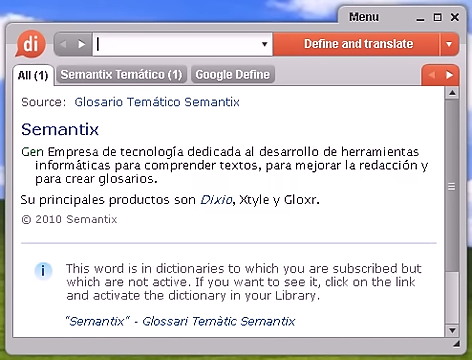 Menu
di
Define and translate
All (1) Semantix Temático (1) Google Define
Source: Glosario Temático Semantix
Semantix
Gen Empresa de tecnología dedicada al desarrollo de herramientas
informáticas para comprender textos, para mejorar la redacción y
para crear glosarios.
Su principales producto son Dixio, Xtyle y Gloxr.
© 2010 Semantix
i
This word is in dictionaries to which you are subscribed but
which are not active. If you want to see it, click on the link
and activate the dictionary in your Library.
"Semantix" - Glossari Temàtic Semantix